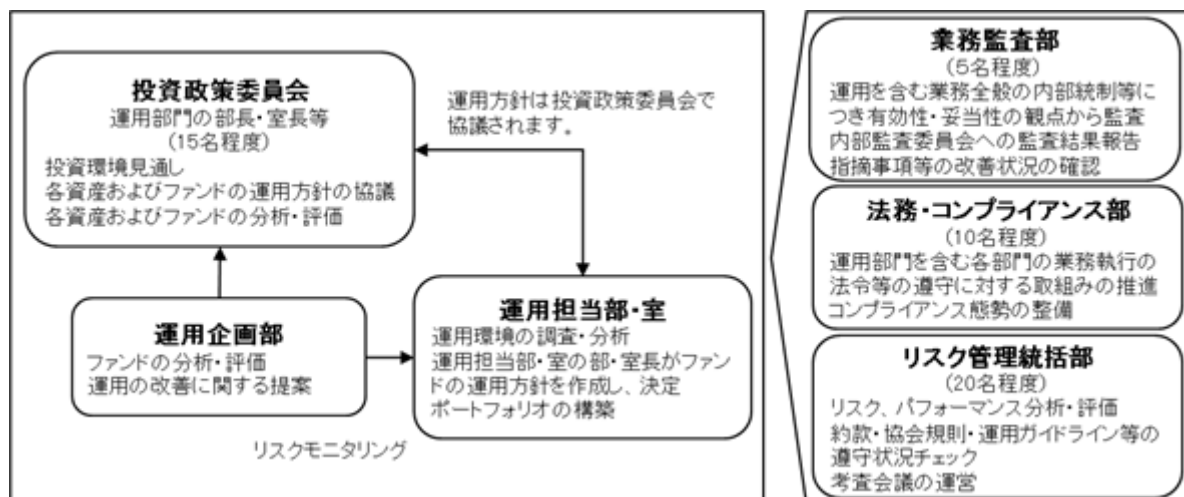 投資政策委員会
運用部門の部長・室長等
(15名程度)
投資環境見通し
各資産およびファンドの運用方針の協議
各資産およびファンドの分析・評価
運用方針は投資政策委員会で
協議されます。
運用企画部
ファンドの分析・評価
運用の改善に関する提案
運用担当部・室
運用環境の調査・分析
運用担当部・室の部・室長がファン
ドの運用方針を作成し、決定
ポートフォリオの構築
リスクモニタリング
業務監査部
(5名程度)
運用を含む業務全般の内部統制等に
つき有効性・妥当性の観点から監査
内部監査委員会への監査結果報告
指摘事項等の改善状況の確認
法務・コンプライアンス部
(10名程度)
運用部門を含む各部門の業務執行の
法令等の遵守に対する取組みの推進
コンプライアンス態勢の整備
リスク管理統括部
(20名程度)
リスク、パフォーマンス分析・評価
約款・協会規則・運用ガイドライン等の
遵守状況チェック
考査会議の運営